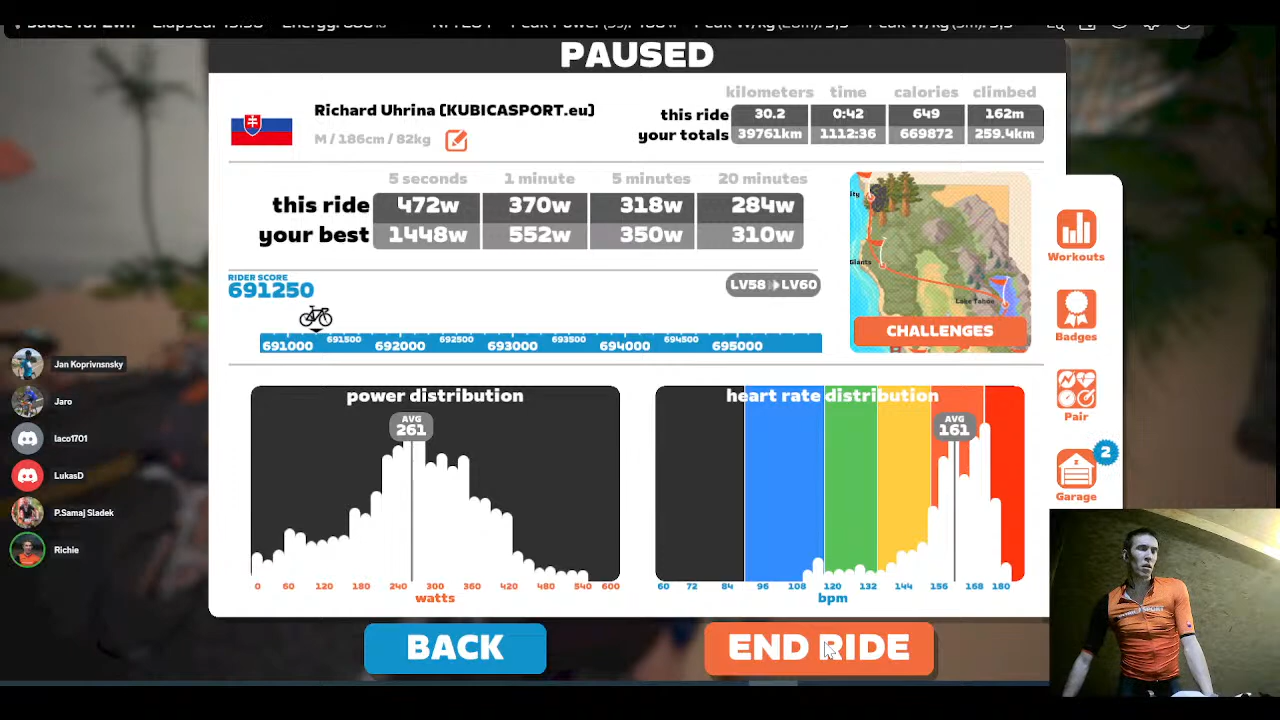 PAUSED
Richard Uhrina (KUBICASPORT.eu)
M / 186cm / 82kg
kilometers time calories climbed
this ride 30.2 0:42 649 162m
your totals 39761km 1112:36 669872 259.4km
5 seconds 1 minute 5 minutes 20 minutes
this ride 472w 370w 318w 284w
your best 1448w 552w 350w 310w
RIDER SCORE
691250
LV58 LV60
691000 691500 692000 692500 693000 693500 694000 694500 695000
Giants
Lake Tahoe
CHALLENGES
Workouts
Badges
Pair
2
Garage
Jan Koprivnsnsky
Jaro
laco1701
LukasD
P.Samaj Sladek
Richie
power distribution
AVG
261
0 60 120 180 240 300 360 420 480 540 600
watts
heart rate distribution
AVG
161
60 72 84 96 108 120 132 144 156 168 180
bpm
BACK
END RIDE